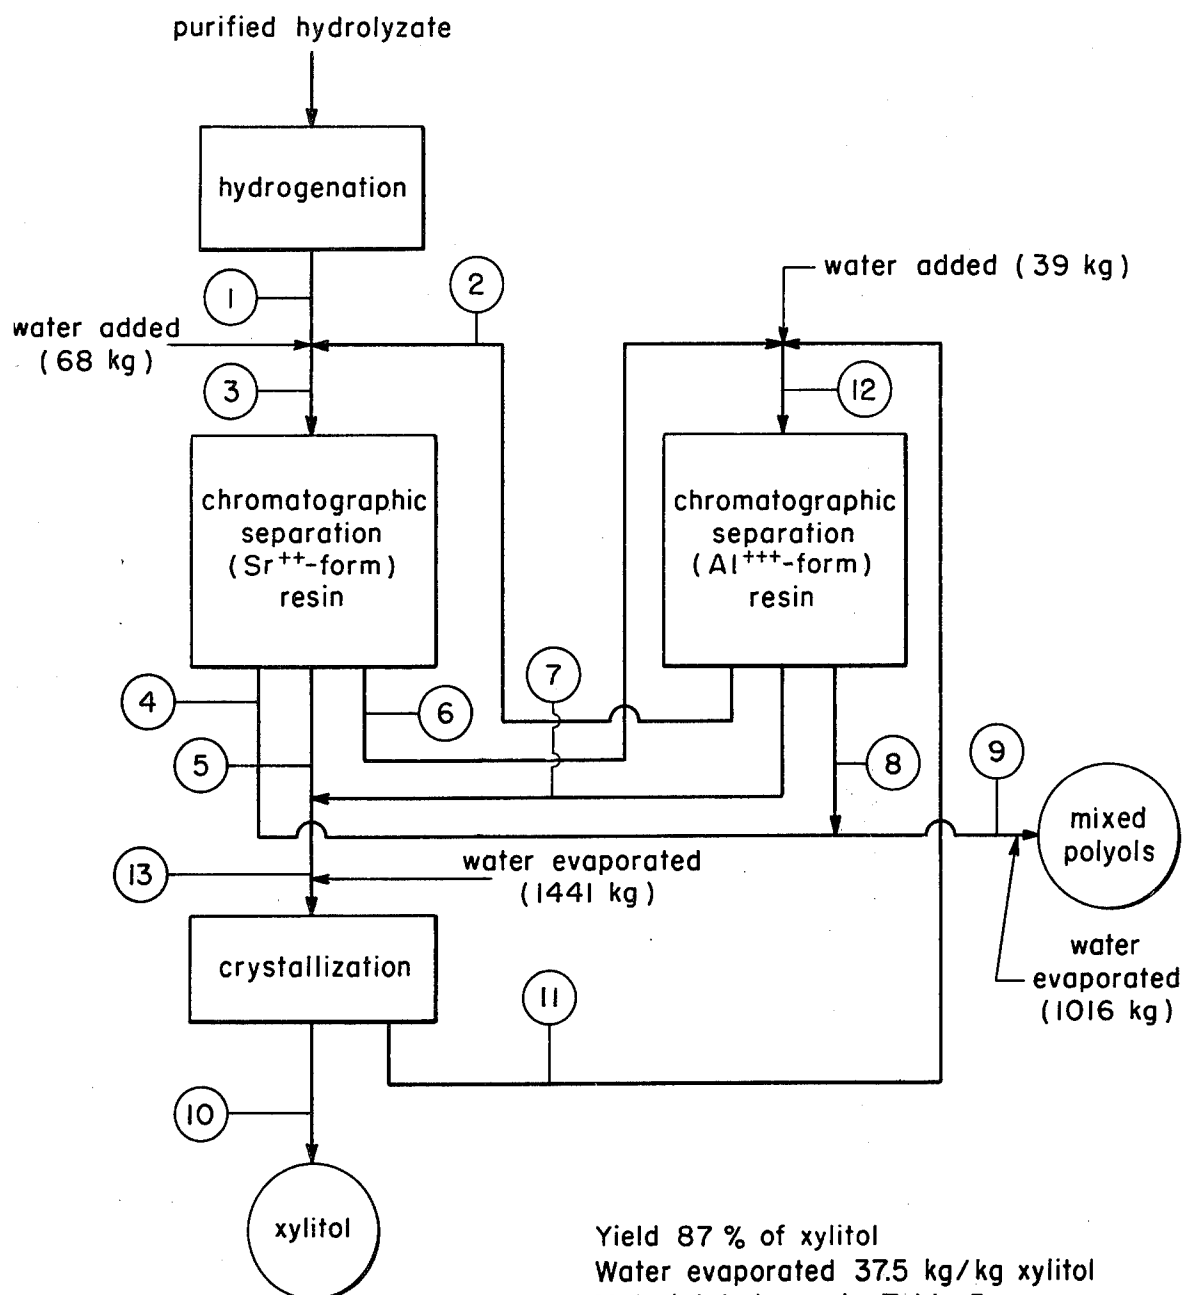 purified hydrolyzate
hydrogenation
1
2
water added (39 kg)
water added
(68 kg)
3
12
chromatographic
separation
(Sr++-form)
resin
chromatographic
separation
(Al+++-form)
resin
4
6
7
5
8
9
mixed
polyols
13
water evaporated
(1441 kg)
water
evaporated
(1016 kg)
crystallization
11
10
xylitol
Yield 87 % of xylitol
Water evaporated 37.5 kg/kg xylitol